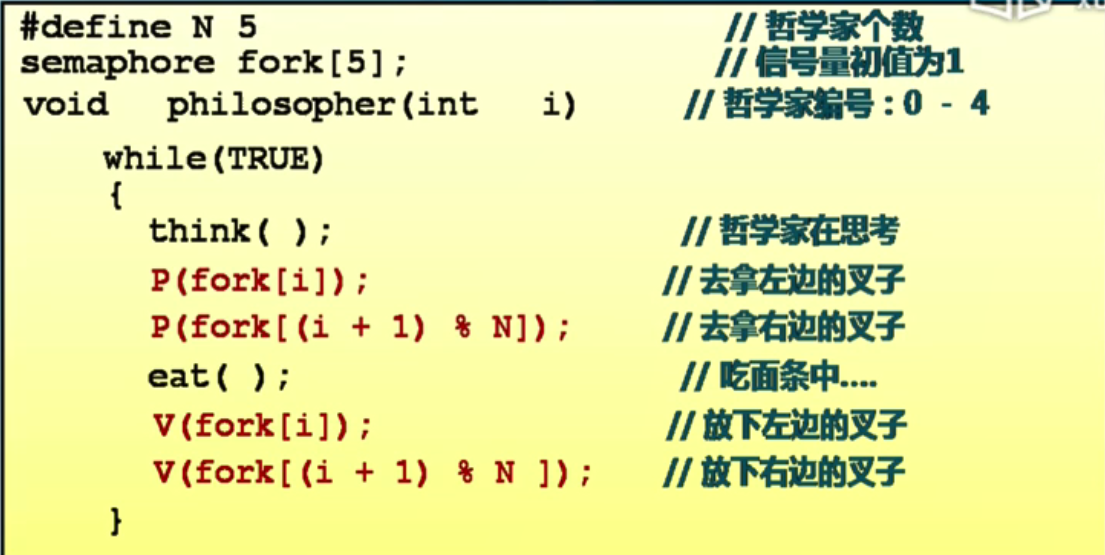 #define N 5 // 哲学家个数
semaphore fork[5]; // 信号量初值为1
void philosopher(int i) // 哲学家编号：0 - 4
while(TRUE)
{
think( ); // 哲学家在思考
P(fork[i]); // 去拿左边的叉子
P(fork[(i + 1) % N]); // 去拿右边的叉子
eat( ); // 吃面条中....
V(fork[i]); // 放下左边的叉子
V(fork[(i + 1) % N ]); // 放下右边的叉子
}